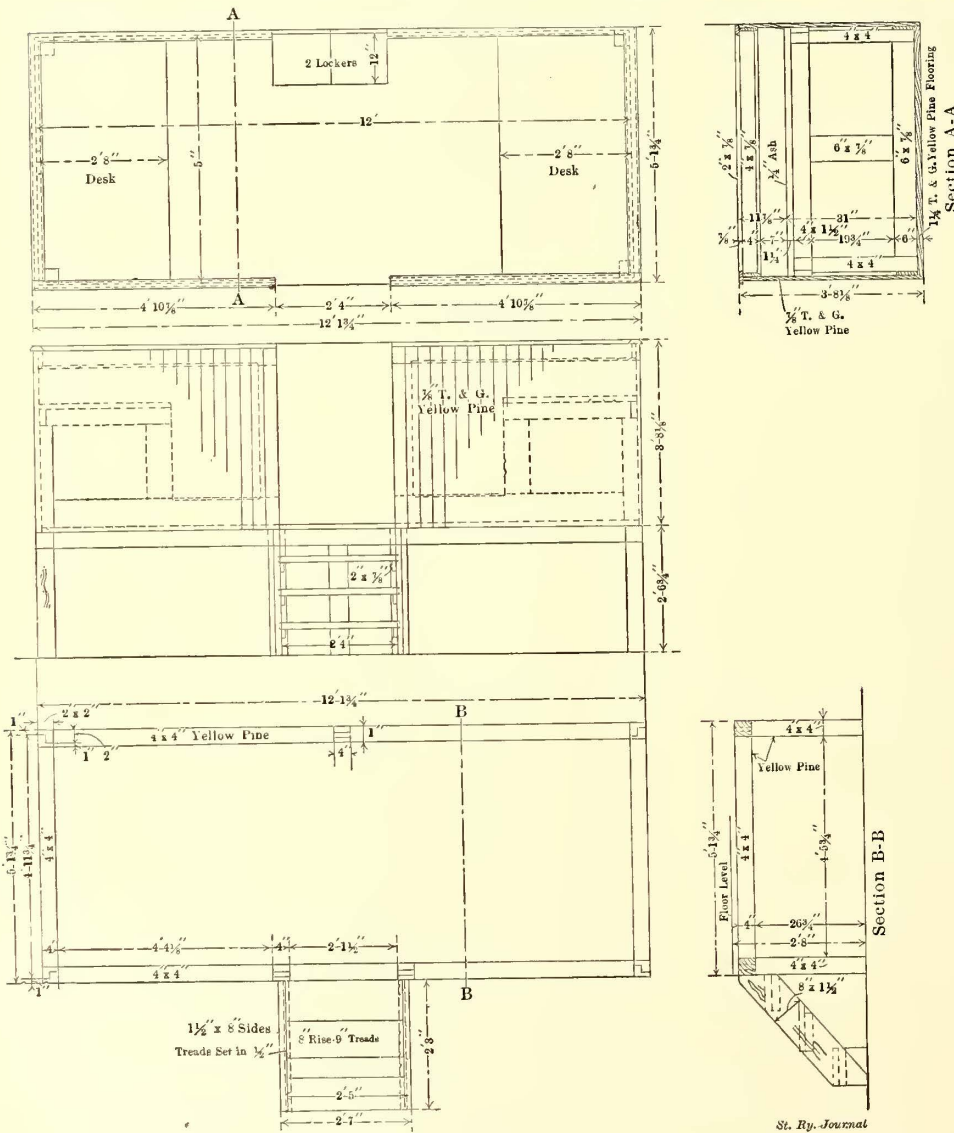 A
12"
2 Lockers
12'
2'8"
Desk
5"
2'8"
Desk
5'-1¾"
A
4'10⅞"
2'4"
4'10⅞"
12'1¾"
4" x 4"
2" x ⅞"
4" x ⅞"
¼" Ash
6" x ⅞"
6" x ⅞"
1¼ T. & G. Yellow Pine Flooring
Section A-A
11⅞"
31"
⅞"
4"
7"
4" x 1½"
19¾"
6"
1¼"
4" x 4"
3'-8⅛"
⅞" T. & G.
Yellow Pine
⅞" T. & G.
Yellow Pine
3'-8⅛"
2" x ⅞"
2'4"
2'-6¾"
12'-1¾"
1"
2" x 2"
4" x 4" Yellow Pine
1"
2"
4"
1"
B
5'-1¾"
4'-11¾"
4" x 4"
4"
4'-4⅛"
4"
2'-1½"
4" x 4"
1"
B
1½" x 8" Sides
Treads Set in ½"
8" Rise-9" Treads
2'8"
2'-5"
2'-7"
4" x 4"
Yellow Pine
5'-1¾"
Floor Level
4" x 4"
4'-5¾"
4"
26¾"
2'-8"
4" x 4"
8" x 1½"
Section B-B
St. Ry. Journal